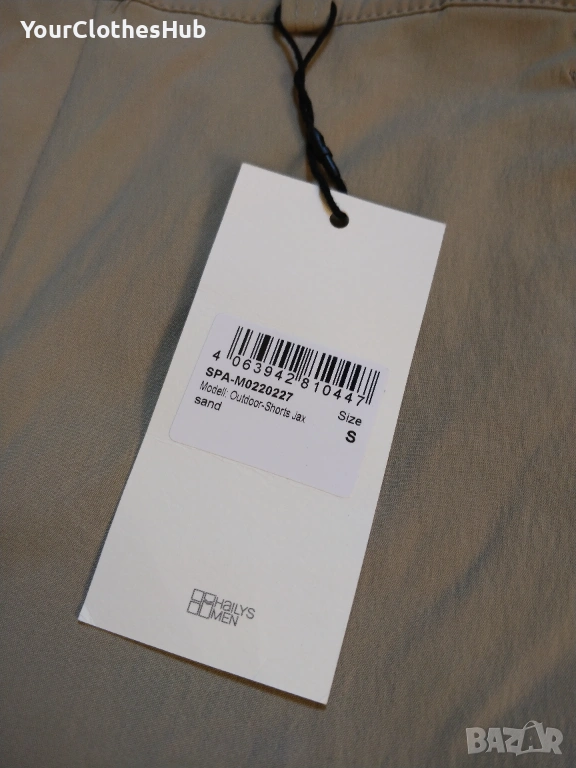 YourClothesHub
4 063942 810447
SPA-M0220227
Modell: Outdoor-Shorts Jax
sand
Size
S
HAILYS
MEN
BAZAR